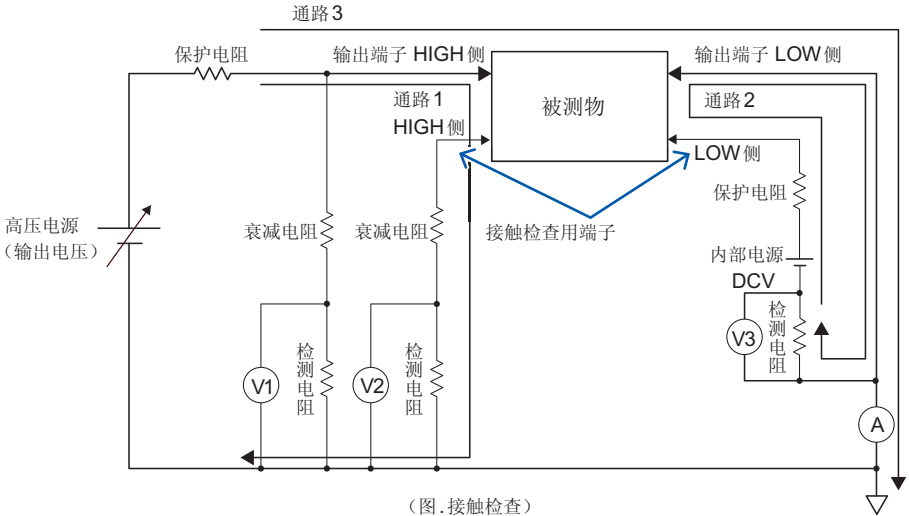 通路3
保护电阻
输出端子 HIGH侧
输出端子 LOW侧
通路1
HIGH侧
被测物
通路2
LOW侧
保护电阻
高压电源
（输出电压）
衰减电阻
衰减电阻
接触检查用端子
内部电源
DCV
V1
检测电阻
V2
检测电阻
V3
检测电阻
A
（图.接触检查）